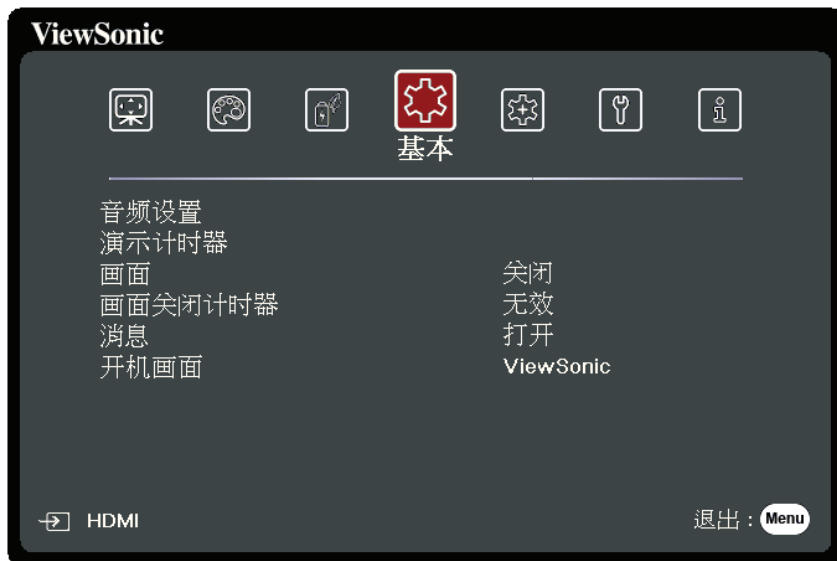 ViewSonic
基本
音频设置
演示计时器
画面 关闭
画面关闭计时器 无效
消息 打开
开机画面 ViewSonic
HDMI 退出：Menu